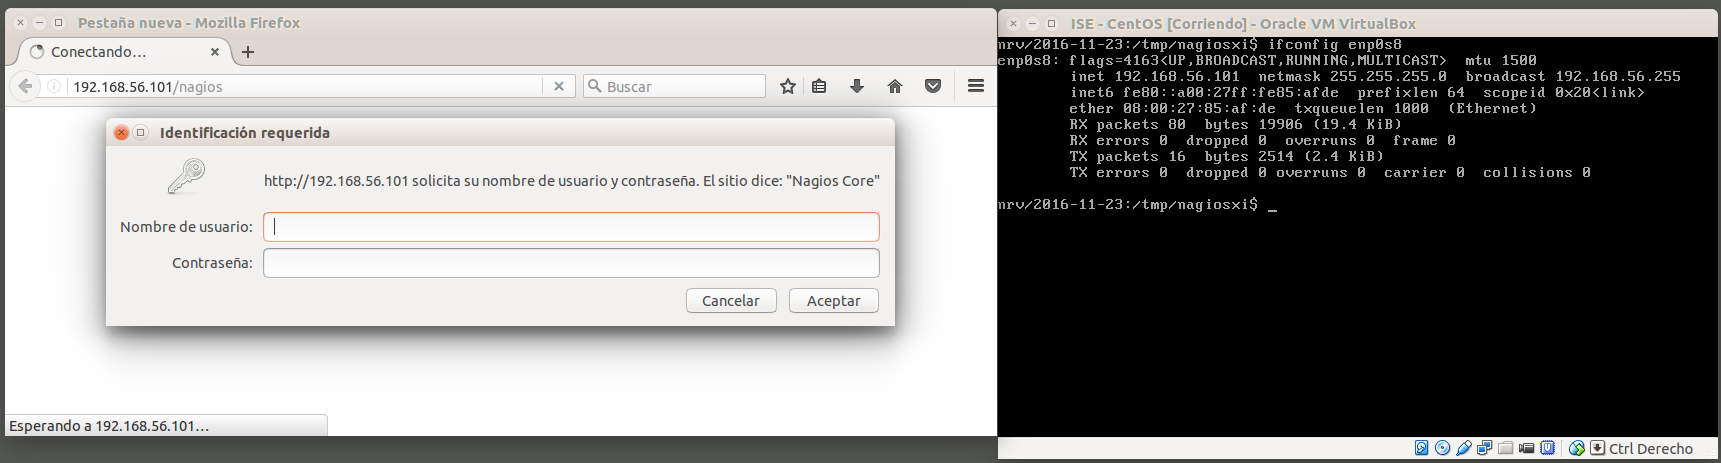 Pestaña nueva - Mozilla Firefox
Conectando...
192.168.56.101/nagios
Buscar
Identificación requerida
http://192.168.56.101 solicita su nombre de usuario y contraseña. El sitio dice: "Nagios Core"
Nombre de usuario:
Contraseña:
Cancelar Aceptar
Esperando a 192.168.56.101...
ISE - CentOS [Corriendo] - Oracle VM VirtualBox
nrv/2016-11-23:/tmp/nagiosxi$ ifconfig enp0s8
enp0s8: flags=4163<UP,BROADCAST,RUNNING,MULTICAST>  mtu 1500
inet 192.168.56.101  netmask 255.255.255.0  broadcast 192.168.56.255
inet6 fe80::a00:27ff:fe85:afde  prefixlen 64  scopeid 0x20<link>
ether 08:00:27:85:af:de  txqueuelen 1000  (Ethernet)
RX packets 80  bytes 19906 (19.4 KiB)
RX errors 0  dropped 0  overruns 0  frame 0
TX packets 16  bytes 2514 (2.4 KiB)
TX errors 0  dropped 0 overruns 0  carrier 0  collisions 0
nrv/2016-11-23:/tmp/nagiosxi$ _
Ctrl Derecho